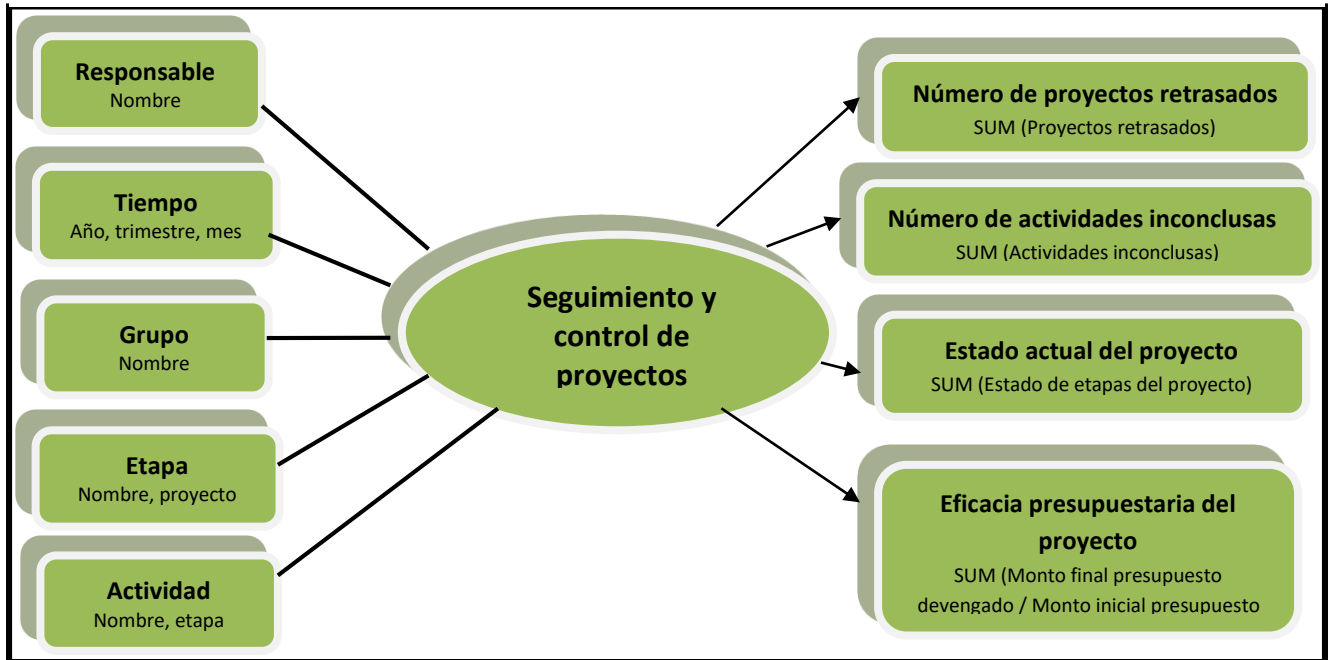 Responsable
Nombre
Tiempo
Año, trimestre, mes
Grupo
Nombre
Etapa
Nombre, proyecto
Actividad
Nombre, etapa
Seguimiento y
control de
proyectos
Número de proyectos retrasados
SUM (Proyectos retrasados)
Número de actividades inconclusas
SUM (Actividades inconclusas)
Estado actual del proyecto
SUM (Estado de etapas del proyecto)
Eficacia presupuestaria del
proyecto
SUM (Monto final presupuesto
devengado / Monto inicial presupuesto